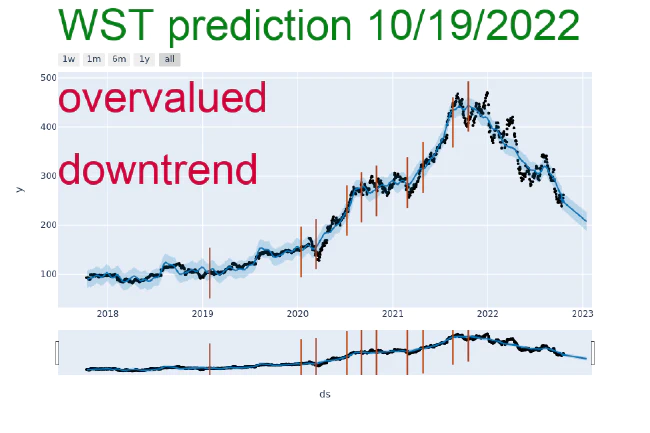 WST prediction 10/19/2022
1w 1m 6m 1y all
500
overvalued
400
downtrend
300
y
200
100
2018 2019 2020 2021 2022 2023
ds